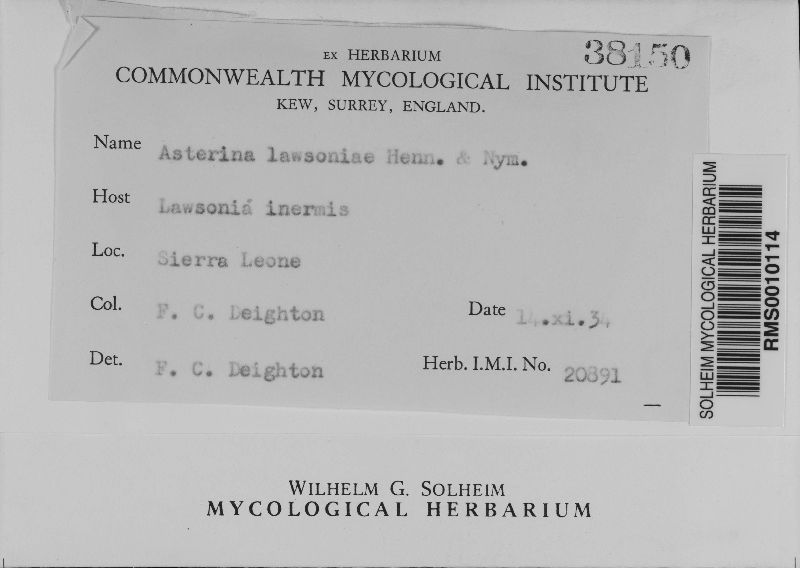 38150
EX HERBARIUM
COMMONWEALTH MYCOLOGICAL INSTITUTE
KEW, SURREY, ENGLAND.
Name Asterina lawsoniae Henn. & Nym.
Host Lawsonia inermis
Loc. Sierra Leone
Col. F. C. Deighton Date 14.xi.34
Det. F. C. Deighton Herb. I.M.I. No. 20891
SOLHEIM MYCOLOGICAL HERBARIUM
RMS0010114
WILHELM G. SOLHEIM
MYCOLOGICAL HERBARIUM